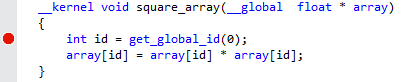 __kernel void square_array(__global  float * array)
{
int id = get_global_id(0);
array[id] = array[id] * array[id];
}